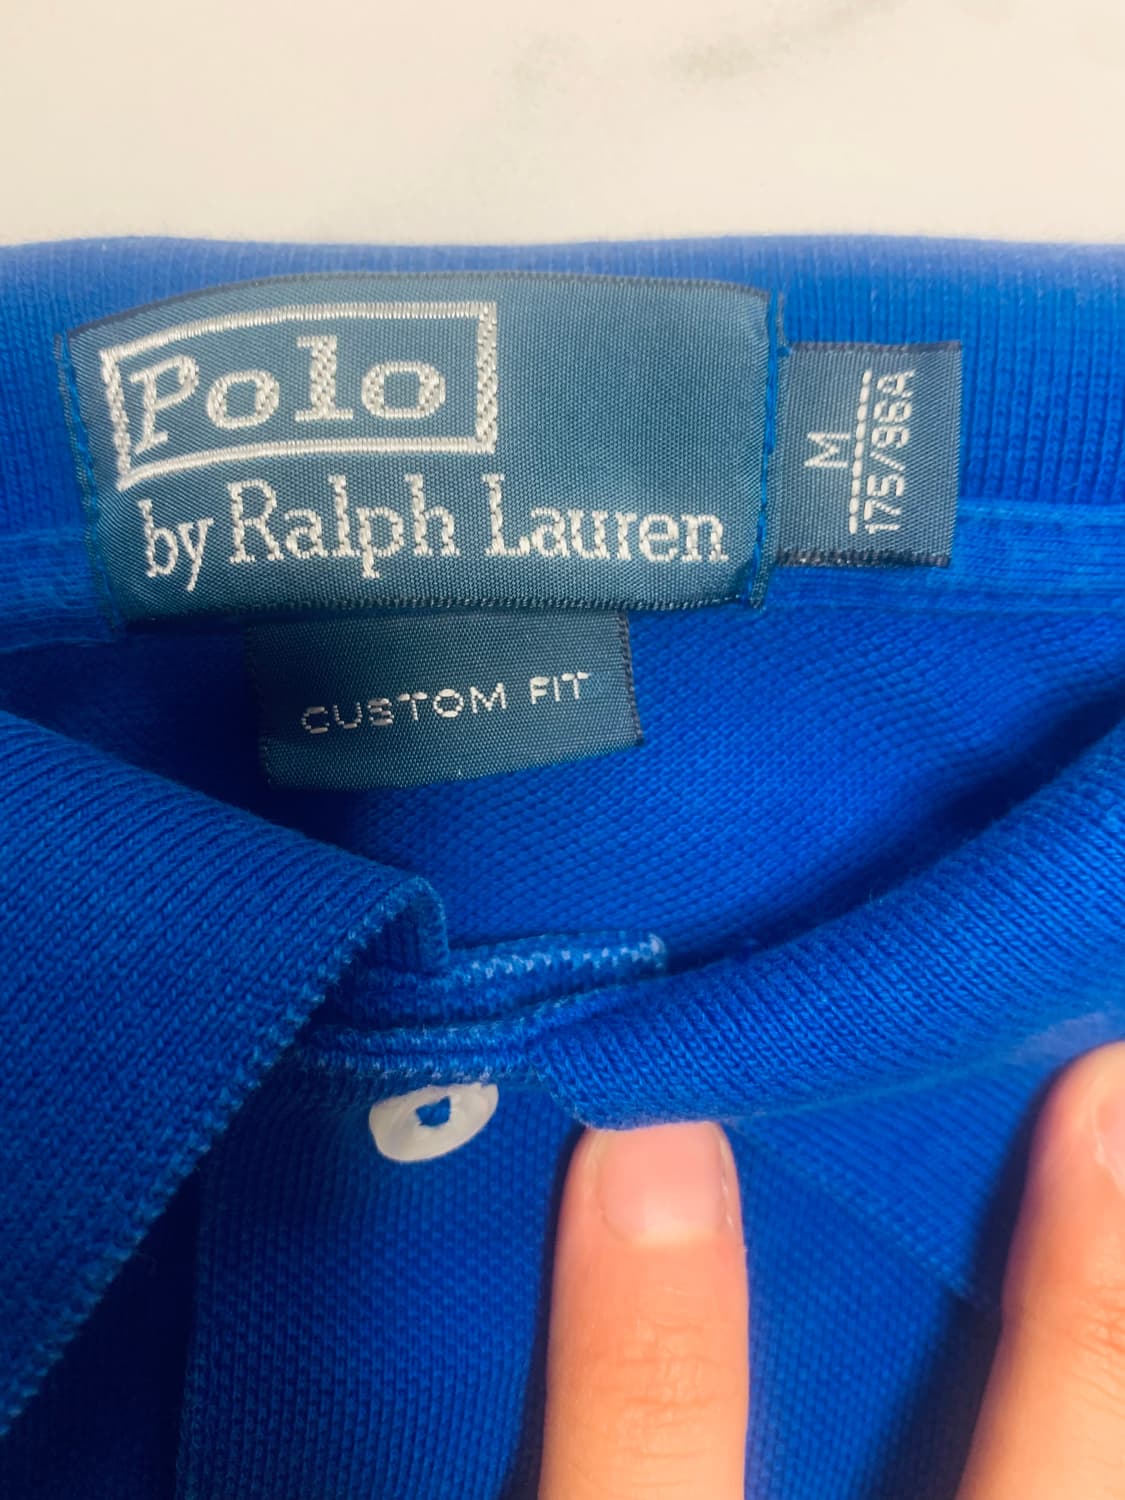 Polo
by Ralph Lauren
M
175/96A
CUSTOM FIT